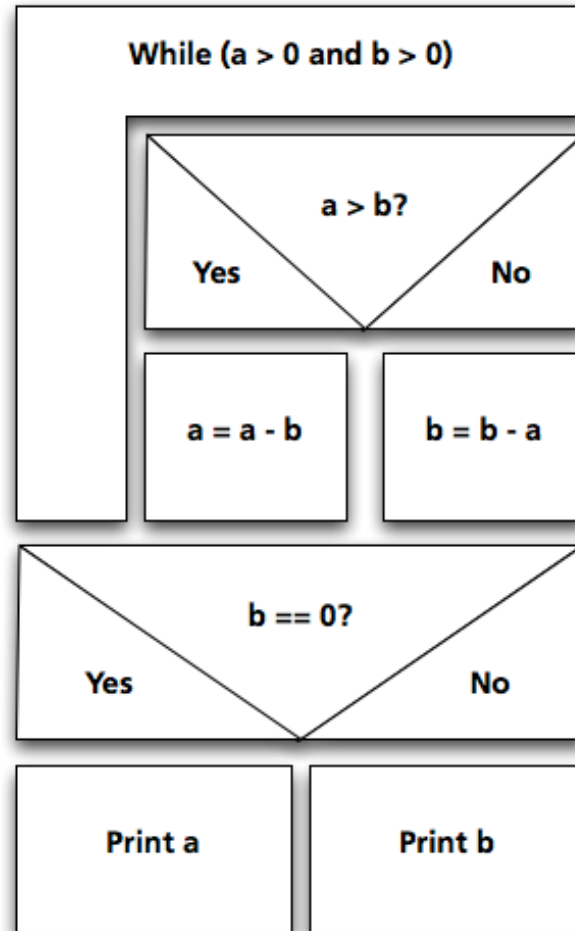 While (a > 0 and b > 0)
a > b?
Yes
No
a = a - b
b = b - a
b == 0?
Yes
No
Print a
Print b